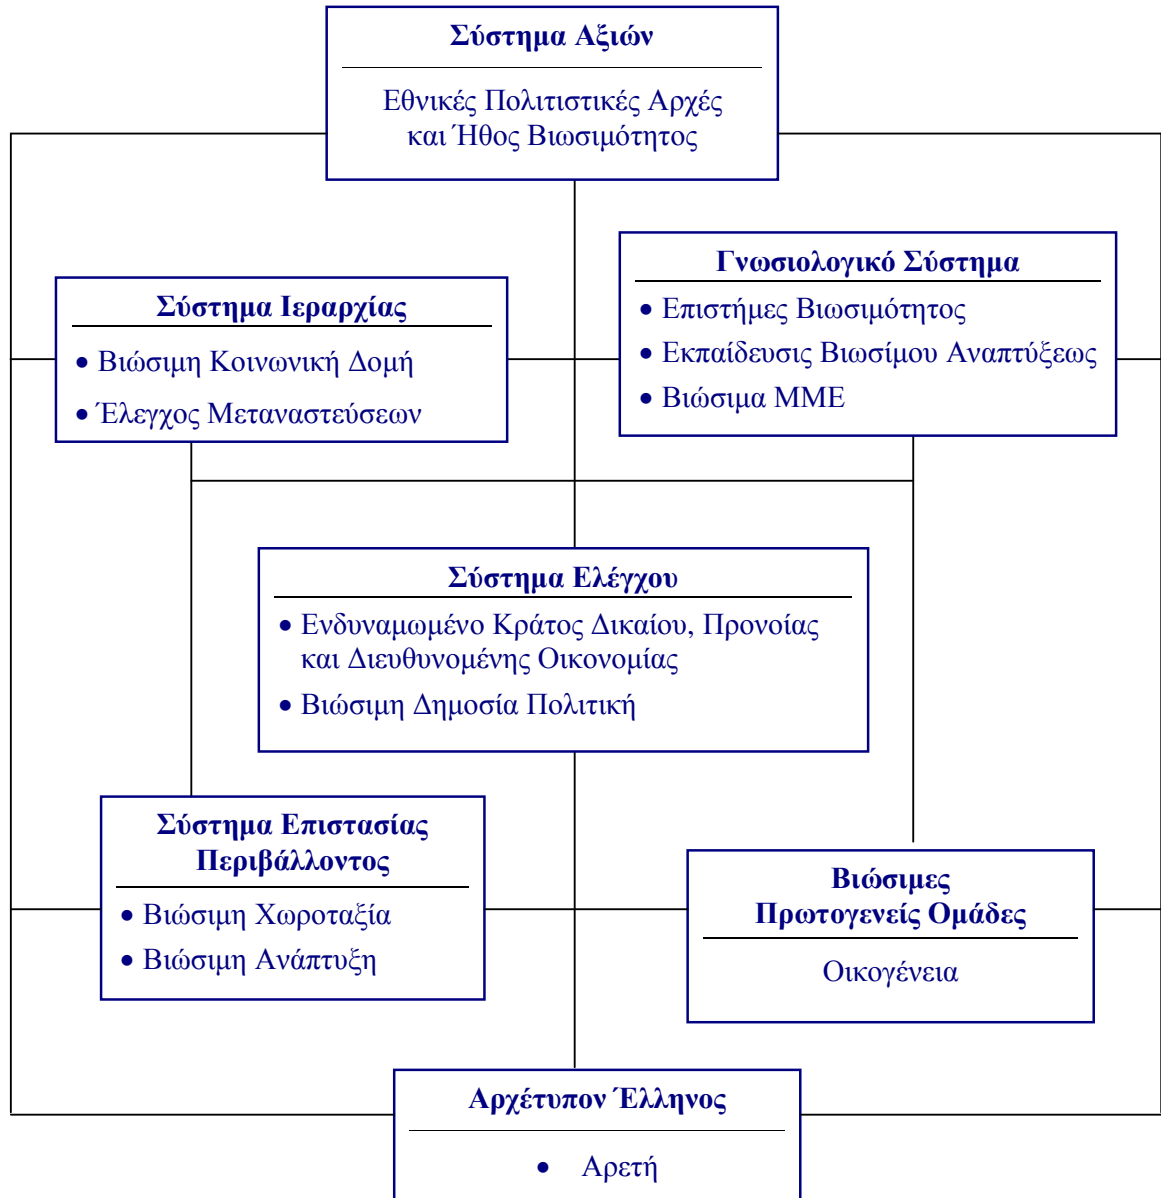 Σύστημα Αξιών
Εθνικές Πολιτιστικές Αρχές
και Ήθος Βιωσιμότητος
Σύστημα Ιεραρχίας
• Βιώσιμη Κοινωνική Δομή
• Έλεγχος Μεταναστεύσεων
Γνωσιολογικό Σύστημα
• Επιστήμες Βιωσιμότητος
• Εκπαίδευσις Βιωσίμου Αναπτύξεως
• Βιώσιμα ΜΜΕ
Σύστημα Ελέγχου
• Ενδυναμωμένο Κράτος Δικαίου, Προνοίας
και Διευθυνομένης Οικονομίας
• Βιώσιμη Δημοσία Πολιτική
Σύστημα Επιστασίας
Περιβάλλοντος
• Βιώσιμη Χωροταξία
• Βιώσιμη Ανάπτυξη
Βιώσιμες
Πρωτογενείς Ομάδες
Οικογένεια
Αρχέτυπον Έλληνος
• Αρετή